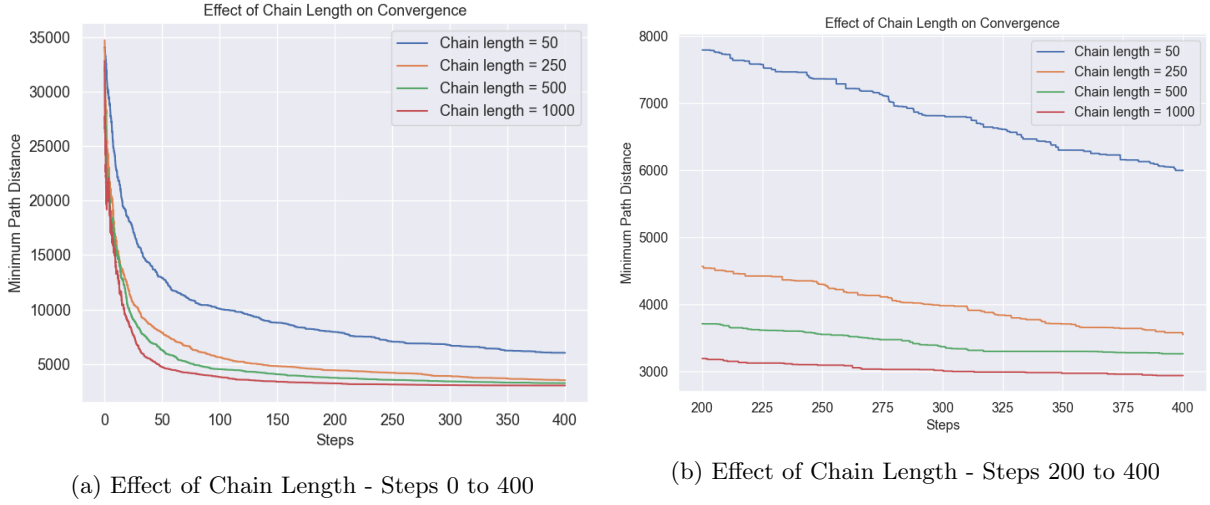 Effect of Chain Length on Convergence
Minimum Path Distance
35000
30000
25000
20000
15000
10000
5000
Chain length = 50
Chain length = 250
Chain length = 500
Chain length = 1000
0 50 100 150 200 250 300 350 400
Steps
(a) Effect of Chain Length - Steps 0 to 400
Effect of Chain Length on Convergence
Minimum Path Distance
8000
7000
6000
5000
4000
3000
Chain length = 50
Chain length = 250
Chain length = 500
Chain length = 1000
200 225 250 275 300 325 350 375 400
Steps
(b) Effect of Chain Length - Steps 200 to 400